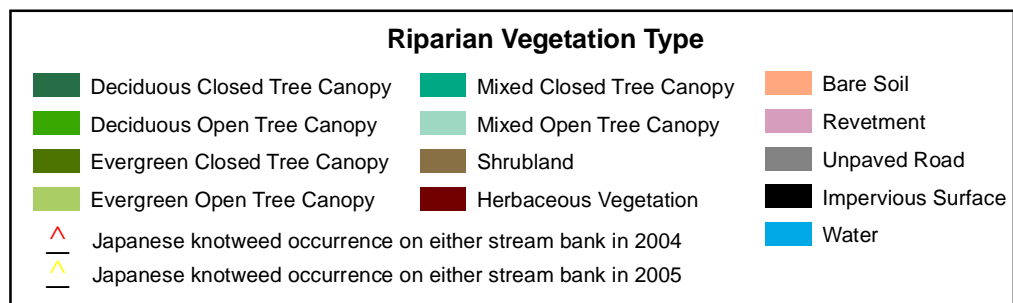 Riparian Vegetation Type
Deciduous Closed Tree Canopy
Deciduous Open Tree Canopy
Evergreen Closed Tree Canopy
Evergreen Open Tree Canopy
Mixed Closed Tree Canopy
Mixed Open Tree Canopy
Shrubland
Herbaceous Vegetation
Bare Soil
Revetment
Unpaved Road
Impervious Surface
Water
^ Japanese knotweed occurrence on either stream bank in 2004
^ Japanese knotweed occurrence on either stream bank in 2005